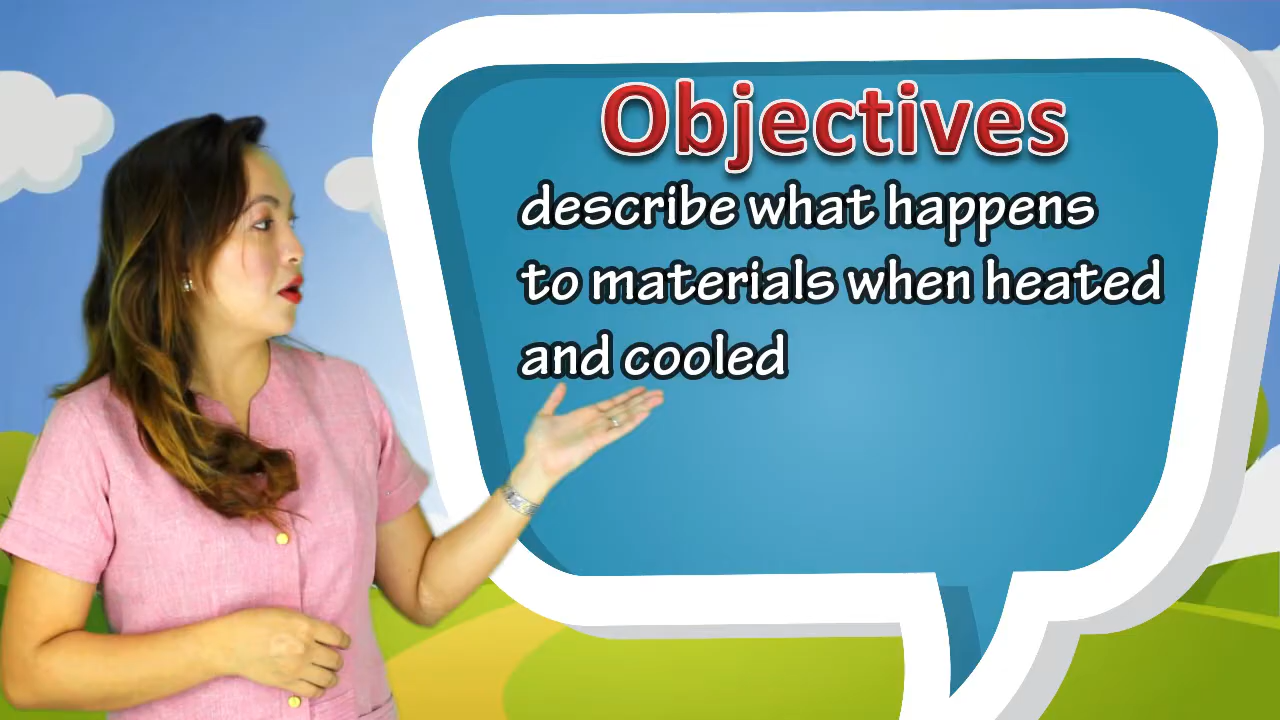 Objectives
describe what happens
to materials when heated
and cooled